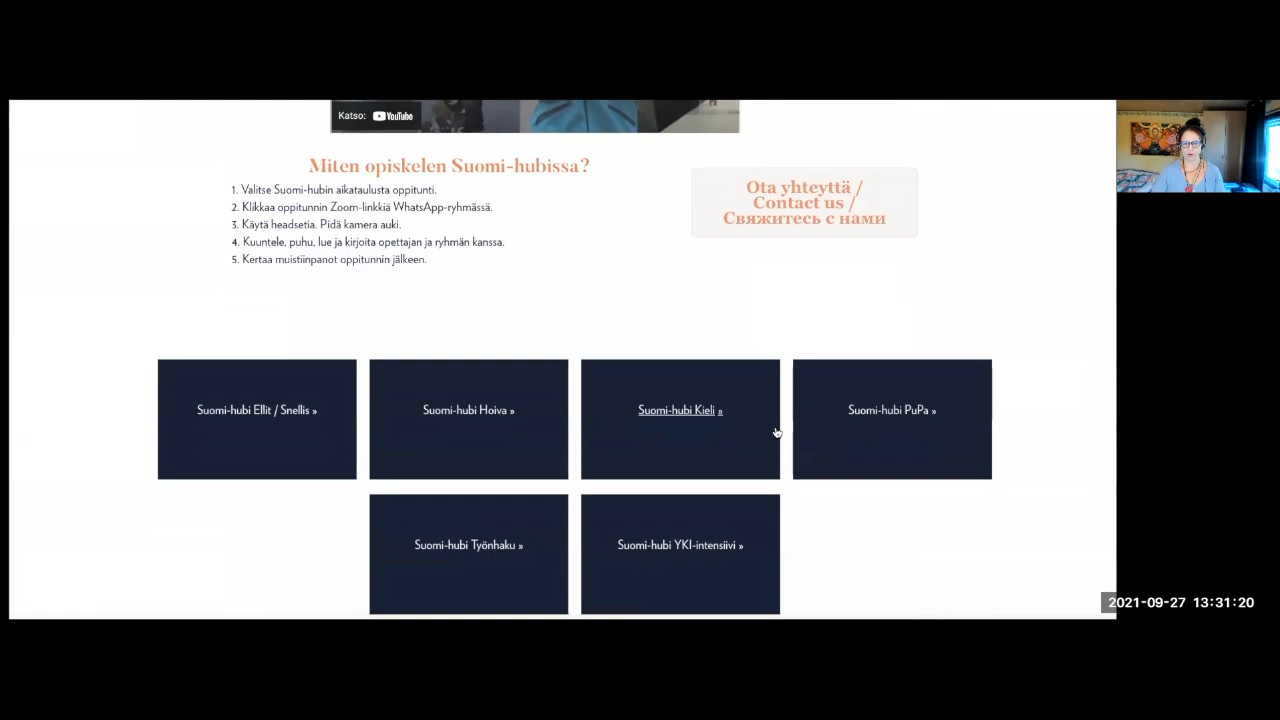 Katso: YouTube
Miten opiskelen Suomi-hubissa?
1. Valitse Suomi-hubin aikataulusta oppitunti.
2. Klikkaa oppitunnin Zoom-linkkiä WhatsApp-ryhmässä.
3. Käytä headsetia. Pidä kamera auki.
4. Kuuntele, puhu, lue ja kirjoita opettajan ja ryhmän kanssa.
5. Kertaa muistiinpanot oppitunnin jälkeen.
Ota yhteyttä /
Contact us /
Свяжитесь с нами
Suomi-hubi Ellit / Snellis »
Suomi-hubi Hoiva »
Suomi-hubi Kieli »
Suomi-hubi PuPa »
Suomi-hubi Työnhaku »
Suomi-hubi YKI-intensiivi »
2021-09-27 13:31:20